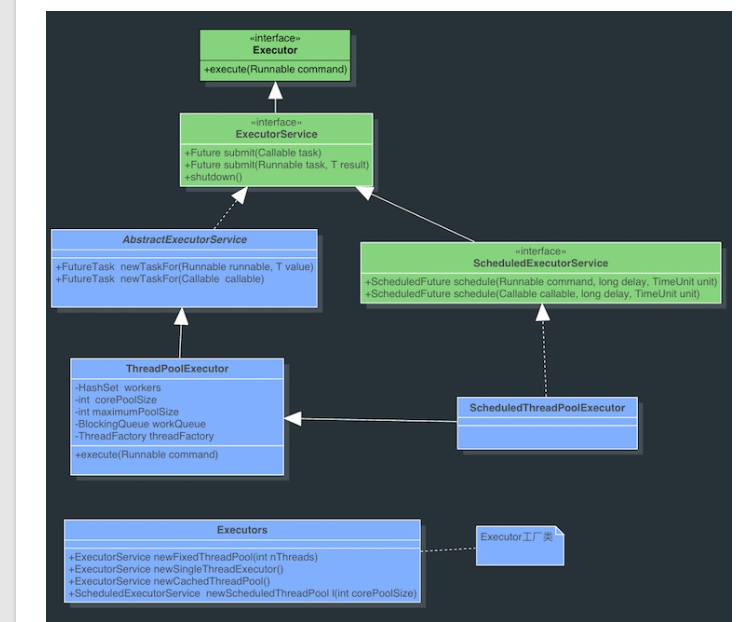 «interface»
Executor
+execute(Runnable command)
«interface»
ExecutorService
+Future submit(Callable task)
+Future submit(Runnable task, T result)
+shutdown()
AbstractExecutorService
+FutureTask newTaskFor(Runnable runnable, T value)
+FutureTask newTaskFor(Callable callable)
«interface»
ScheduledExecutorService
+ScheduledFuture schedule(Runnable command, long delay, TimeUnit unit)
+ScheduledFuture schedule(Callable callable, long delay, TimeUnit unit)
ThreadPoolExecutor
-HashSet workers
-int corePoolSize
-int maximumPoolSize
-BlockingQueue workQueue
-ThreadFactory threadFactory
+execute(Runnable command)
ScheduledThreadPoolExecutor
Executors
+ExecutorService newFixedThreadPool(int nThreads)
+ExecutorService newSingleThreadExecutor()
+ExecutorService newCachedThreadPool()
+ScheduledExecutorService newScheduledThreadPool l(int corePoolSize)
Executor工厂类